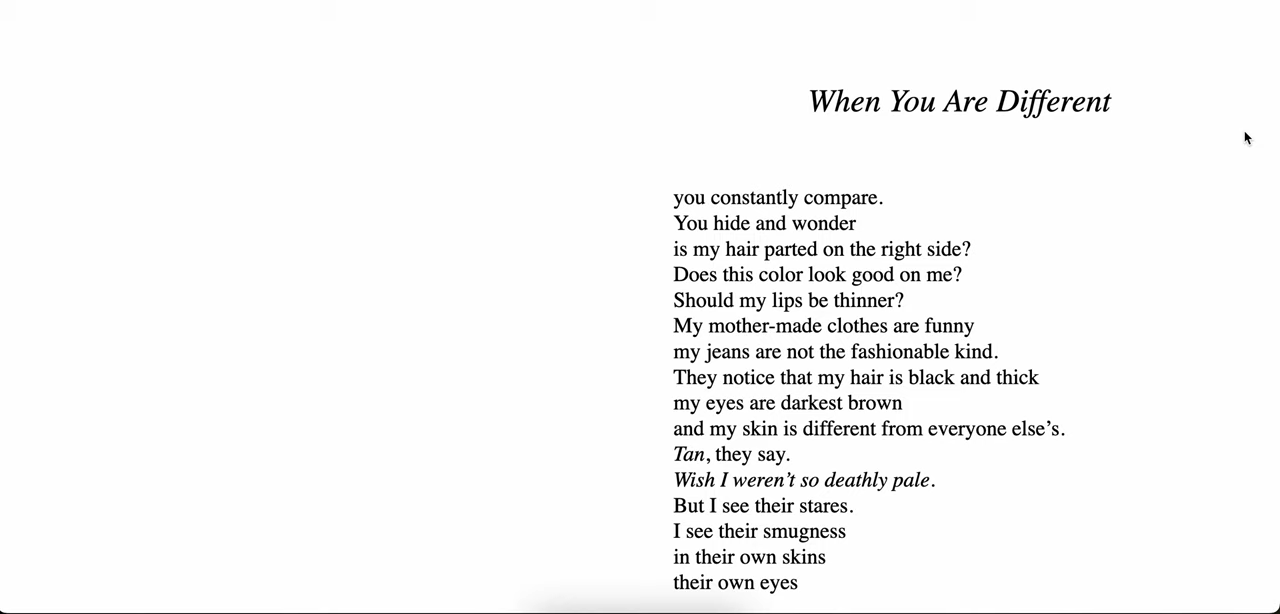 When You Are Different
you constantly compare.
You hide and wonder
is my hair parted on the right side?
Does this color look good on me?
Should my lips be thinner?
My mother-made clothes are funny
my jeans are not the fashionable kind.
They notice that my hair is black and thick
my eyes are darkest brown
and my skin is different from everyone else’s.
Tan, they say.
Wish I weren’t so deathly pale.
But I see their stares.
I see their smugness
in their own skins
their own eyes